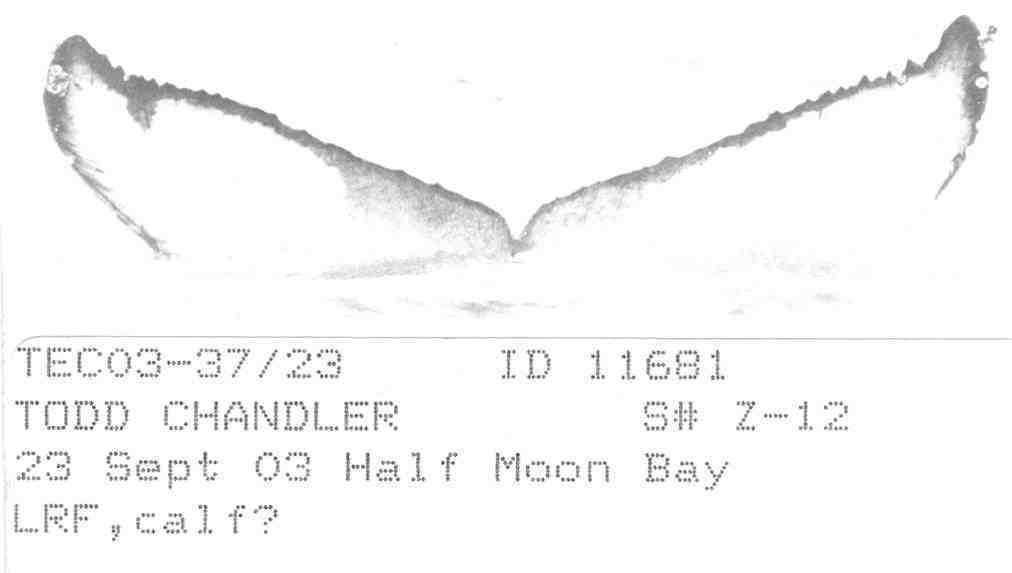 TEC03-37/23 ID 11681
TODD CHANDLER S# Z-12
23 Sept 03 Half Moon Bay
LRF,calf?